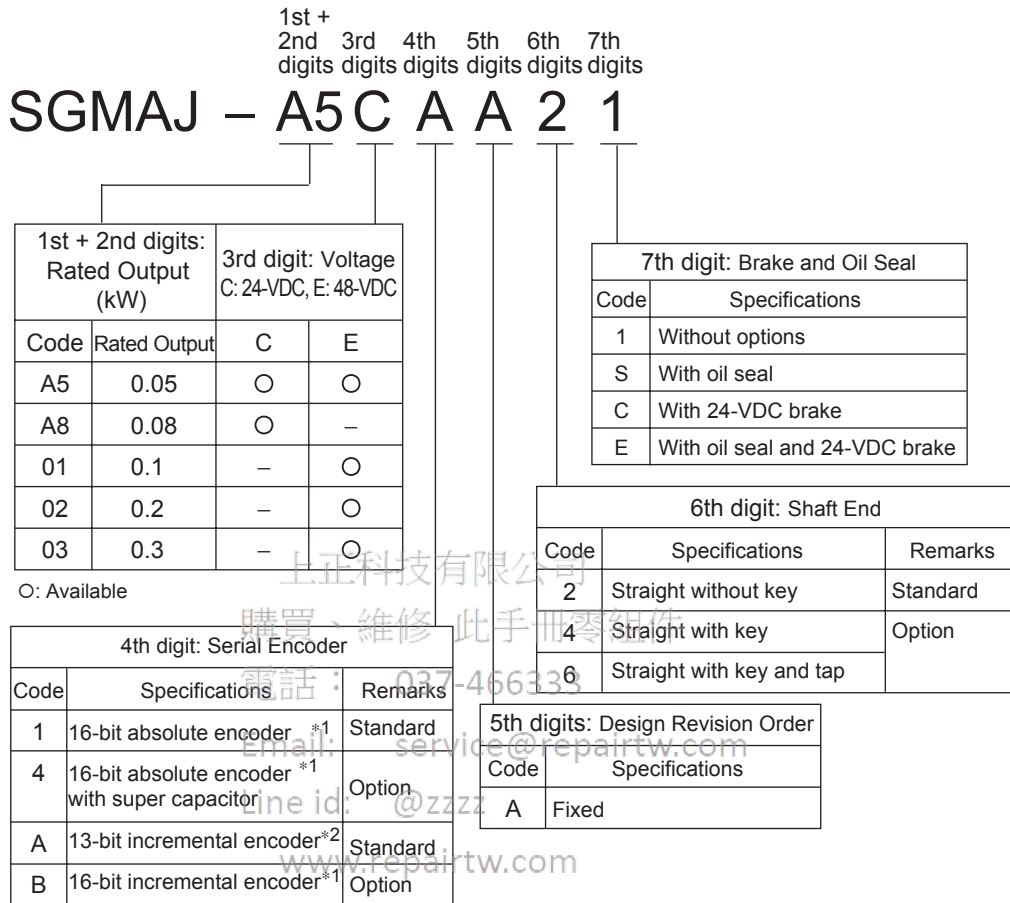 1st +
2nd 3rd 4th 5th 6th 7th
digits digits digits digits digits digits
SGMAJ – A5 C A A 2 1
1st + 2nd digits:
Rated Output
(kW)
3rd digit: Voltage
C: 24-VDC, E: 48-VDC
Code Rated Output C E
A5 0.05 ○ ○
A8 0.08 ○ –
01 0.1 – ○
02 0.2 – ○
03 0.3 – ○
○: Available
7th digit: Brake and Oil Seal
Code Specifications
1 Without options
S With oil seal
C With 24-VDC brake
E With oil seal and 24-VDC brake
6th digit: Shaft End
Code Specifications Remarks
2 Straight without key Standard
4 Straight with key Option
6 Straight with key and tap
4th digit: Serial Encoder
Code Specifications Remarks
1 16-bit absolute encoder *1 Standard
4 16-bit absolute encoder *1
with super capacitor Option
A 13-bit incremental encoder*2 Standard
B 16-bit incremental encoder*1 Option
5th digits: Design Revision Order
Code Specifications
A Fixed
上正科技有限公司
購買、維修 此手冊零組件
電話： 037-466333
Email: service@repairtw.com
Line id: @zzzz
www.repairtw.com